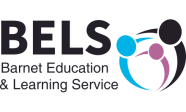 BELS
Barnet Education
& Learning Service